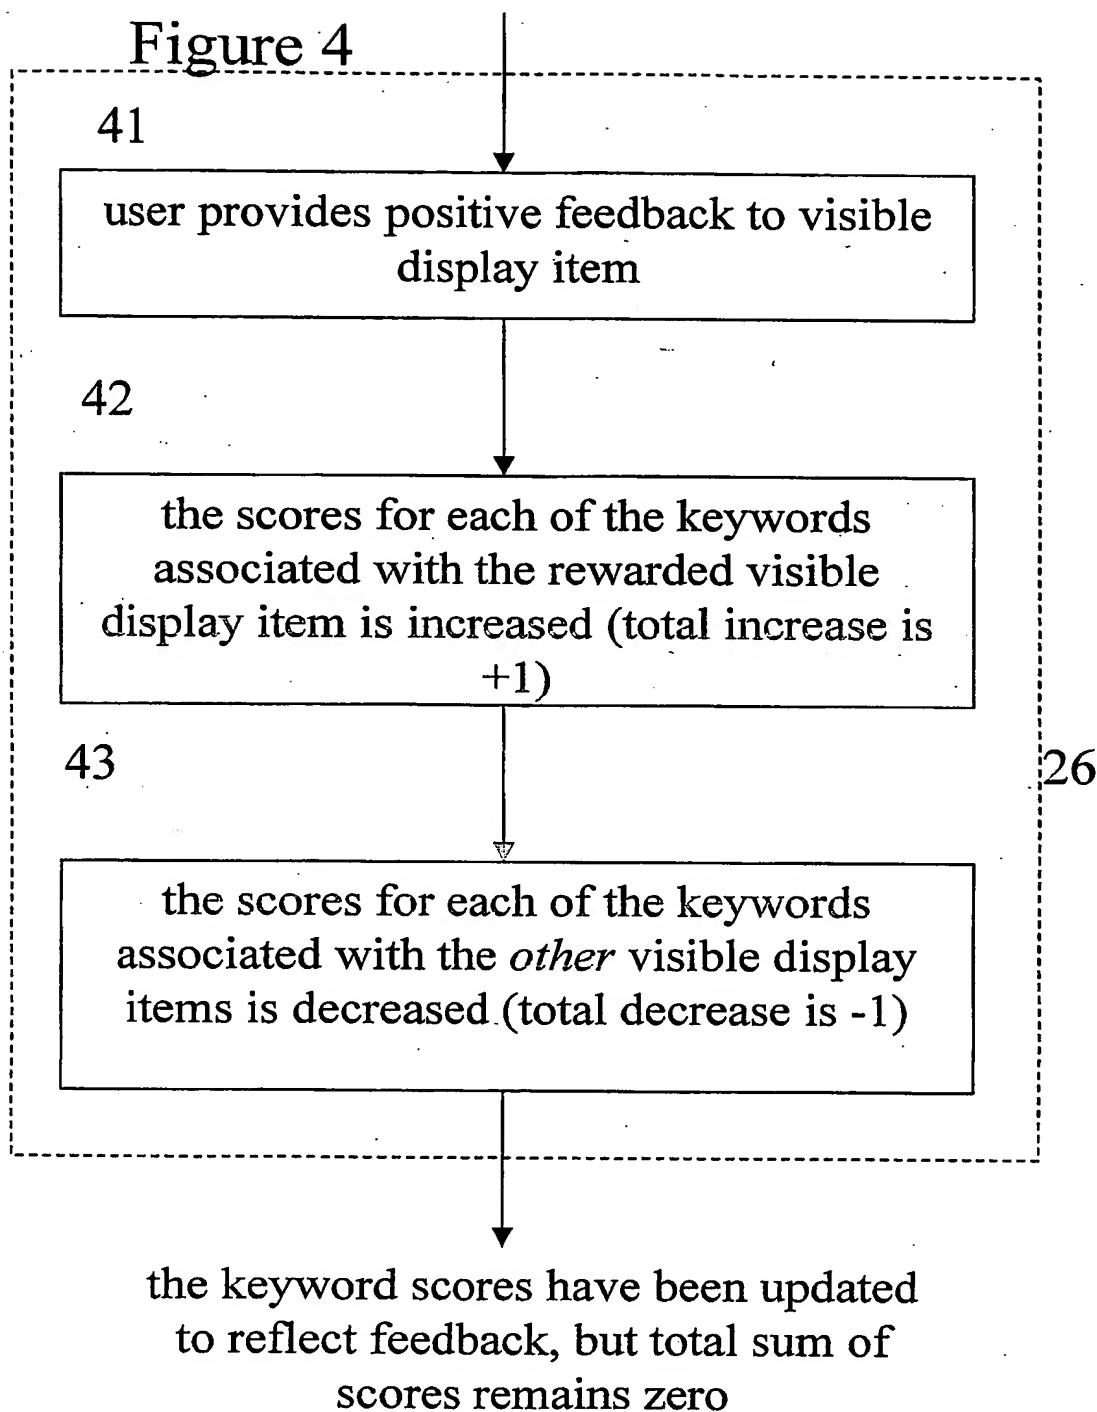 Figure 4
41
user provides positive feedback to visible
display item
42
the scores for each of the keywords
associated with the rewarded visible
display item is increased (total increase is
+1)
43
26
the scores for each of the keywords
associated with the other visible display
items is decreased (total decrease is -1)
the keyword scores have been updated
to reflect feedback, but total sum of
scores remains zero